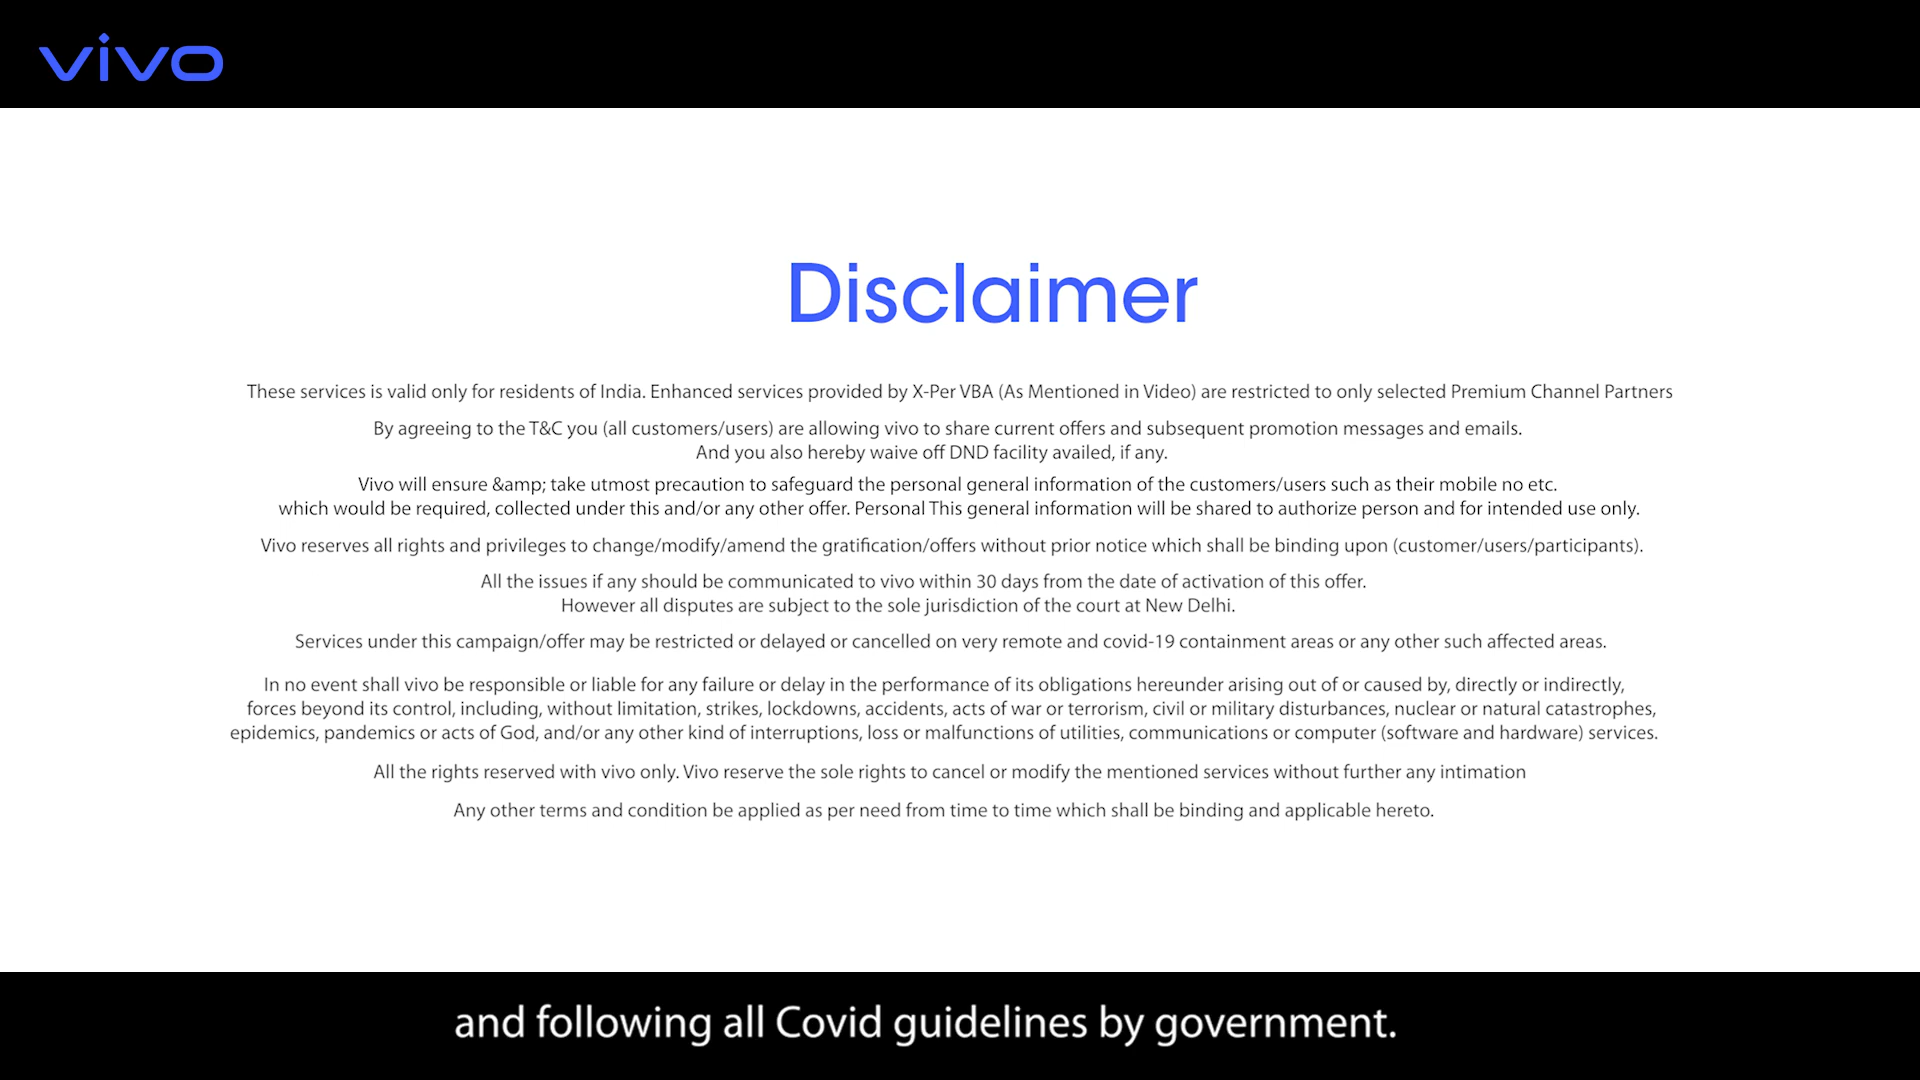 vivo
Disclaimer
These services is valid only for residents of India. Enhanced services provided by X-Per VBA (As Mentioned in Video) are restricted to only selected Premium Channel Partners
By agreeing to the T&C you (all customers/users) are allowing vivo to share current offers and subsequent promotion messages and emails.
And you also hereby waive off DND facility availed, if any.
Vivo will ensure &amp; take utmost precaution to safeguard the personal general information of the customers/users such as their mobile no etc.
which would be required, collected under this and/or any other offer. Personal This general information will be shared to authorize person and for intended use only.
Vivo reserves all rights and privileges to change/modify/amend the gratification/offers without prior notice which shall be binding upon (customer/users/participants).
All the issues if any should be communicated to vivo within 30 days from the date of activation of this offer.
However all disputes are subject to the sole jurisdiction of the court at New Delhi.
Services under this campaign/offer may be restricted or delayed or cancelled on very remote and covid-19 containment areas or any other such affected areas.
In no event shall vivo be responsible or liable for any failure or delay in the performance of its obligations hereunder arising out of or caused by, directly or indirectly,
forces beyond its control, including, without limitation, strikes, lockdowns, accidents, acts of war or terrorism, civil or military disturbances, nuclear or natural catastrophes,
epidemics, pandemics or acts of God, and/or any other kind of interruptions, loss or malfunctions of utilities, communications or computer (software and hardware) services.
All the rights reserved with vivo only. Vivo reserve the sole rights to cancel or modify the mentioned services without further any intimation
Any other terms and condition be applied as per need from time to time which shall be binding and applicable hereto.
and following all Covid guidelines by government.